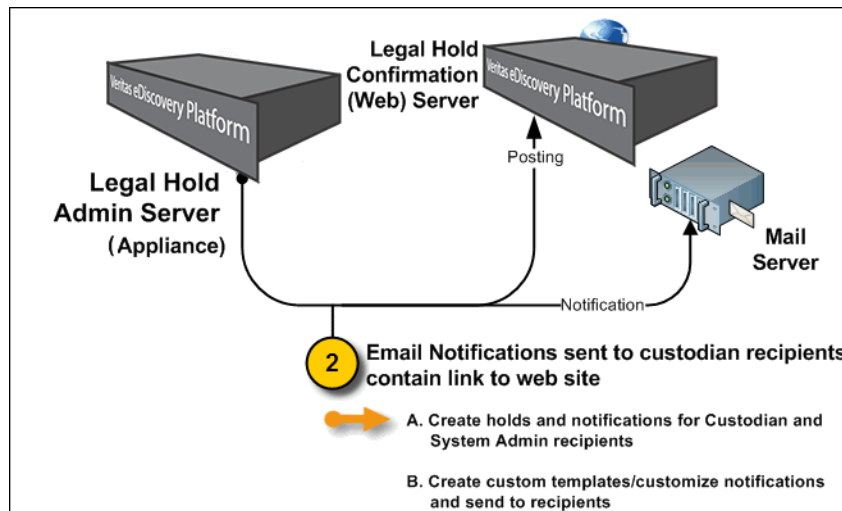 Veritas eDiscovery Platform
Legal Hold
Admin Server
(Appliance)
Legal Hold
Confirmation
(Web) Server
Veritas eDiscovery Platform
Posting
Mail
Server
Notification
2
Email Notifications sent to custodian recipients
contain link to web site
A. Create holds and notifications for Custodian and
System Admin recipients
B. Create custom templates/customize notifications
and send to recipients